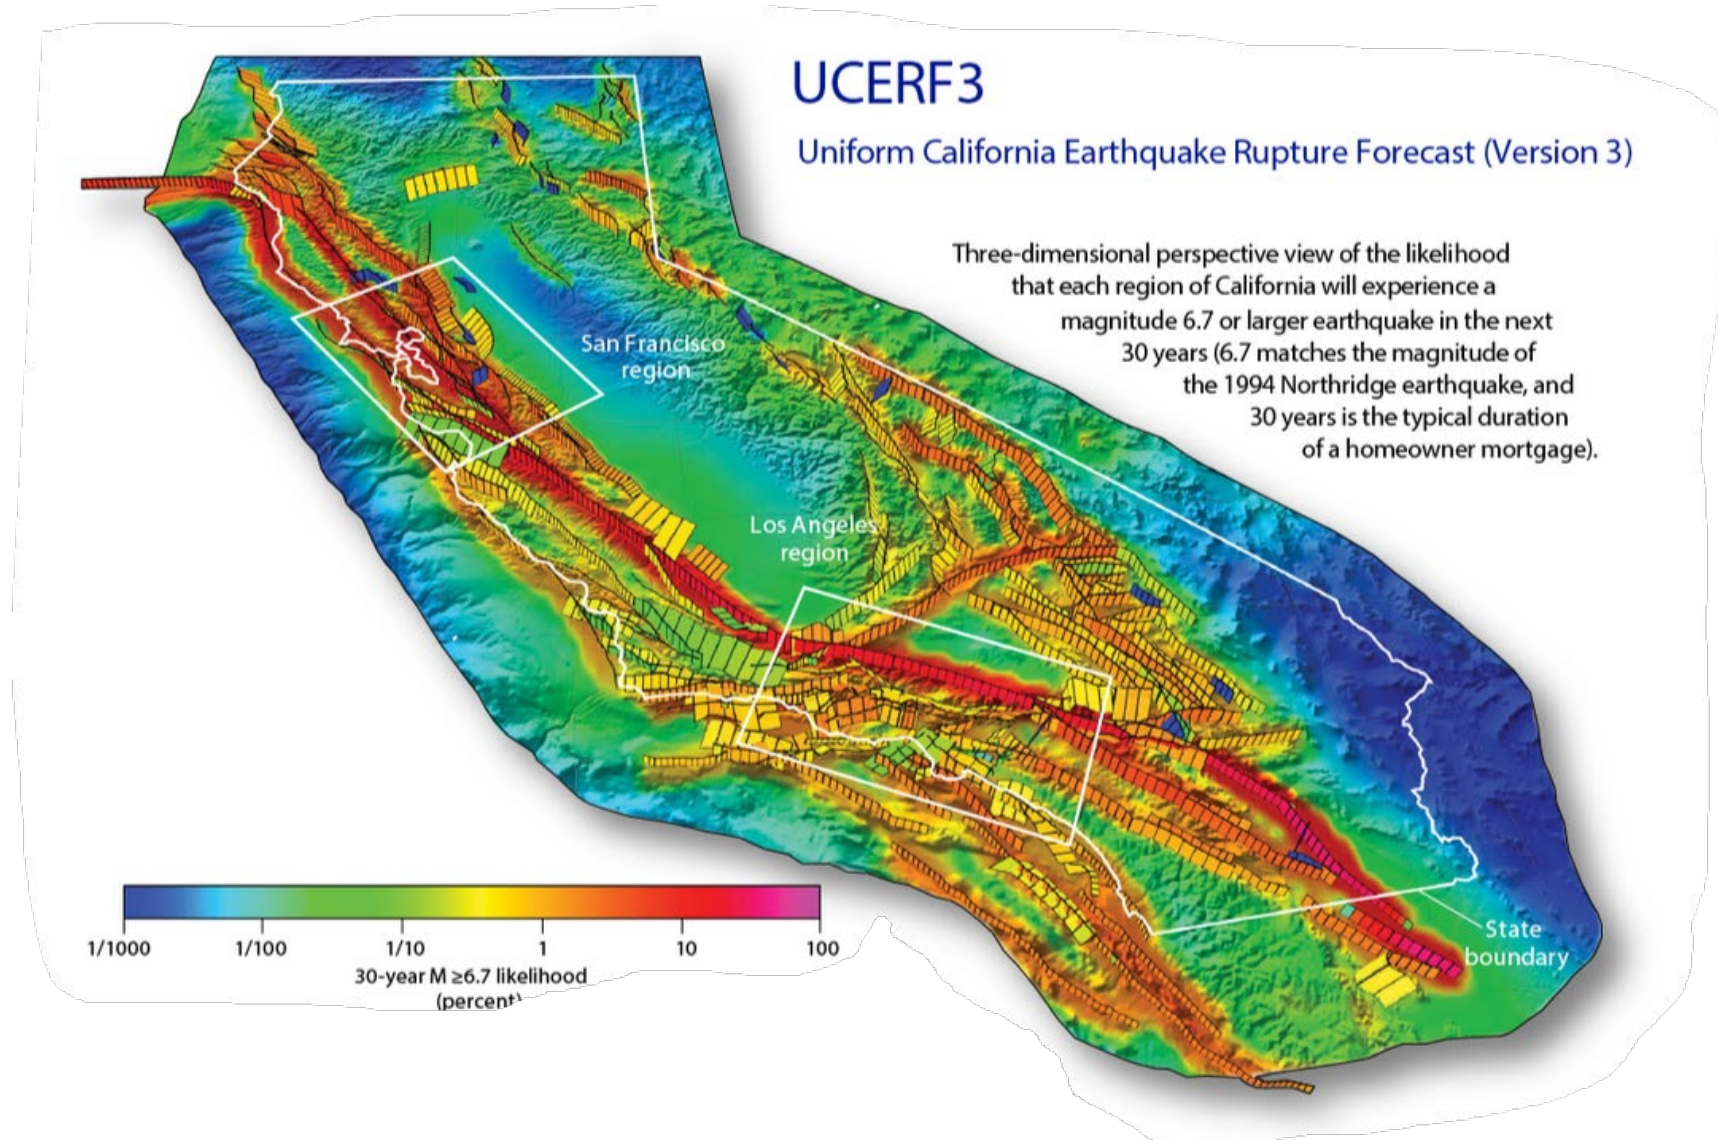 UCERF3
Uniform California Earthquake Rupture Forecast (Version 3)
Three-dimensional perspective view of the likelihood
that each region of California will experience a
magnitude 6.7 or larger earthquake in the next
30 years (6.7 matches the magnitude of
the 1994 Northridge earthquake, and
30 years is the typical duration
of a homeowner mortgage).
San Francisco
region
Los Angeles
region
State
boundary
1/1000 1/100 1/10 1 10 100
30-year M ≥6.7 likelihood
(percent)